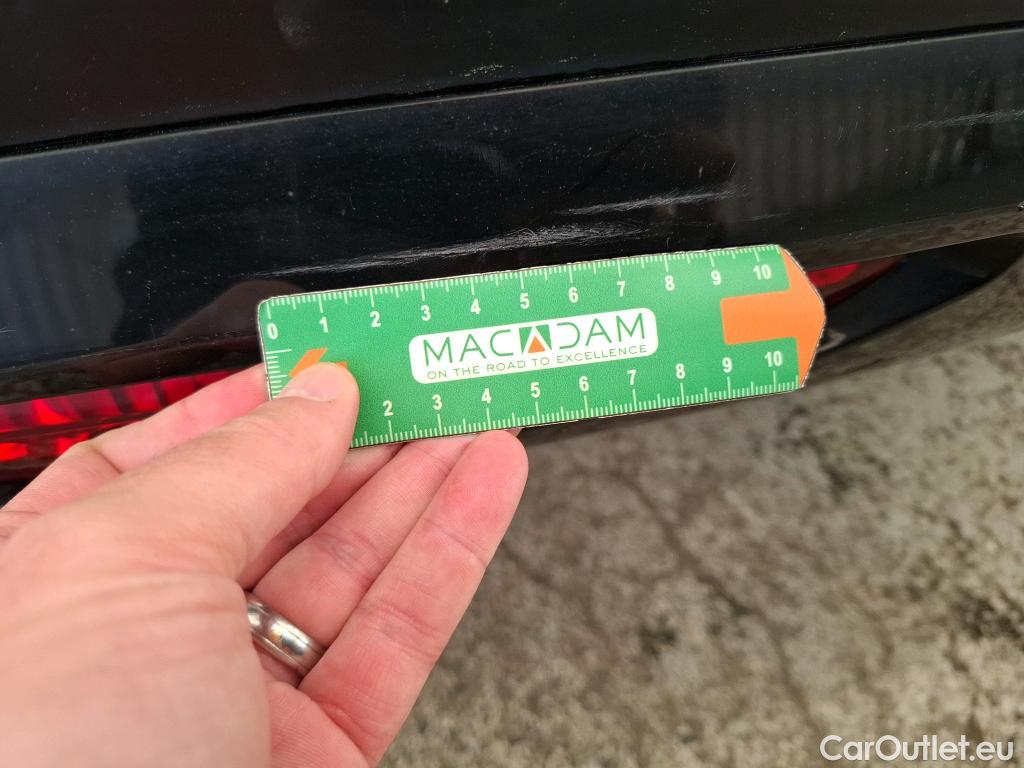 0 1 2 3 4 5 6 7 8 9 10
MACADAM
ON THE ROAD TO EXCELLENCE
2 3 4 5 6 7 8 9 10
CarOutlet.eu